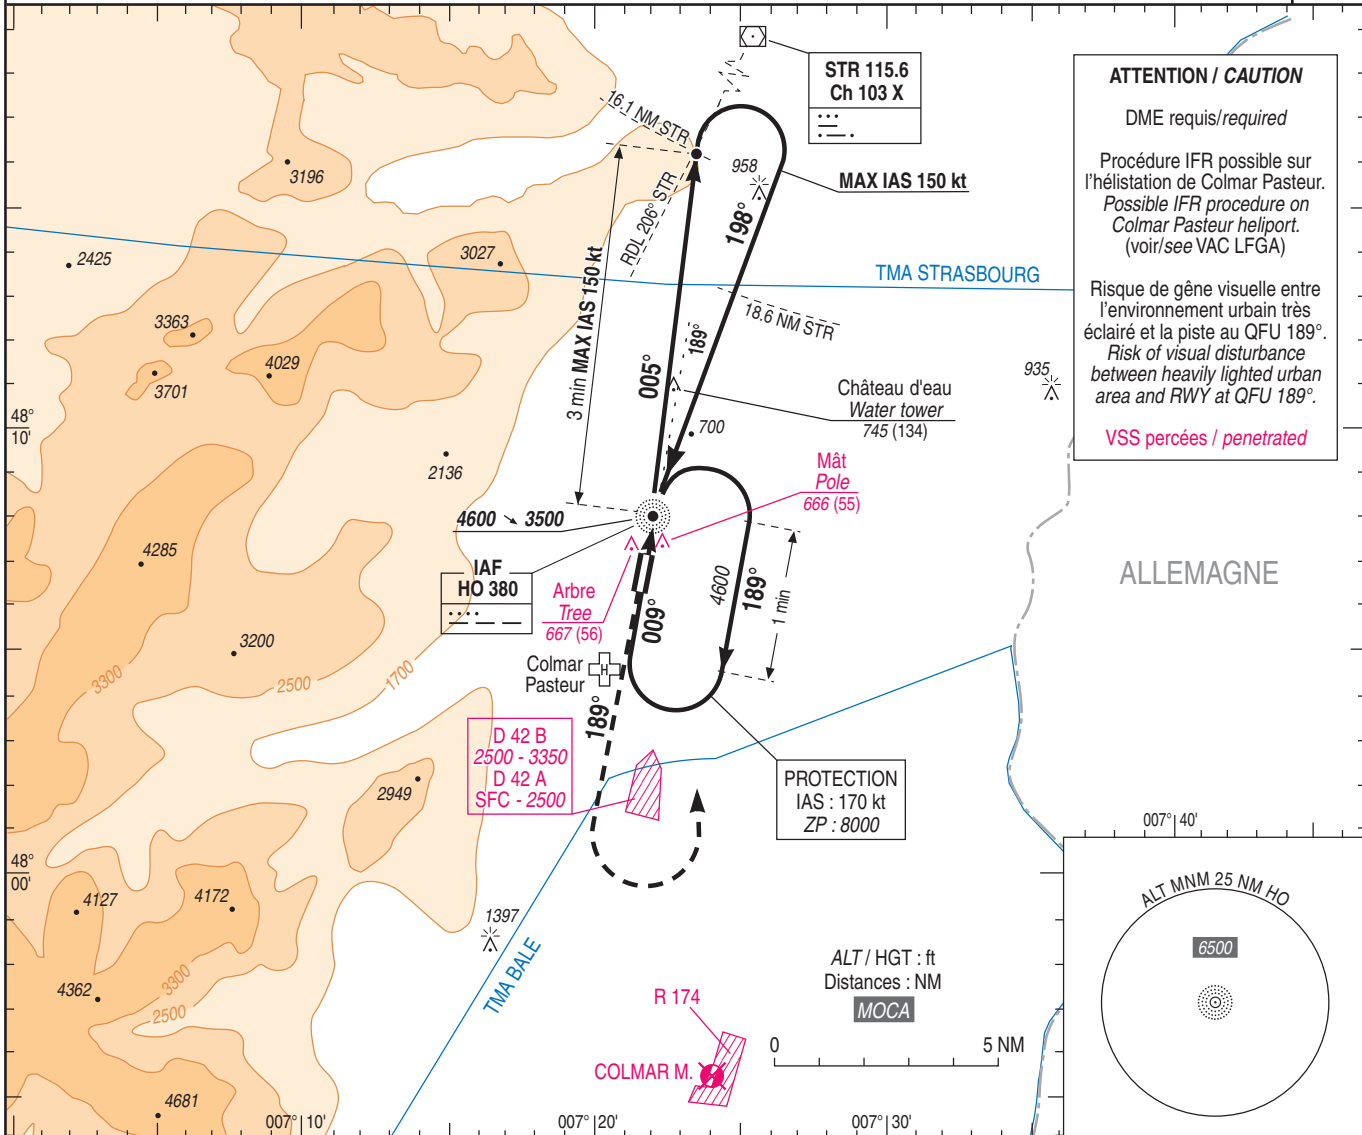 STR 115.6
Ch 103 X
16.1 NM STR
RDL 206° STR
958
MAX IAS 150 kt
198°
3 min MAX IAS 150 kt
005°
189°
18.6 NM STR
TMA STRASBOURG
ATTENTION / CAUTION
DME requis/required
Procédure IFR possible sur
l'hélistation de Colmar Pasteur.
Possible IFR procedure on
Colmar Pasteur heliport.
(voir/see VAC LFGA)
Risque de gêne visuelle entre
l'environnement urbain très
éclairé et la piste au QFU 189°.
Risk of visual disturbance
between heavily lighted urban
area and RWY at QFU 189°.
VSS percées / penetrated
3196
2425
3027
3363
4029
3701
2136
48°
10'
935
Château d'eau
Water tower
745 (134)
700
Mât
Pole
666 (55)
4600 ↘ 3500
IAF
HO 380
Arbre
Tree
667 (56)
009°
4600
189°
1 min
4285
3200
3300
2500
1700
ALLEMAGNE
Colmar
Pasteur
H
189°
D 42 B
2500 - 3350
D 42 A
SFC - 2500
2949
PROTECTION
IAS : 170 kt
ZP : 8000
48°
00'
4127
4172
4362
3300
2500
4681
1397
TMA BALE
ALT / HGT : ft
Distances : NM
MOCA
0
5 NM
R 174
COLMAR M.
007° 40'
ALT MNM 25 NM HO
6500
007° 10'
007° 20'
007° 30'